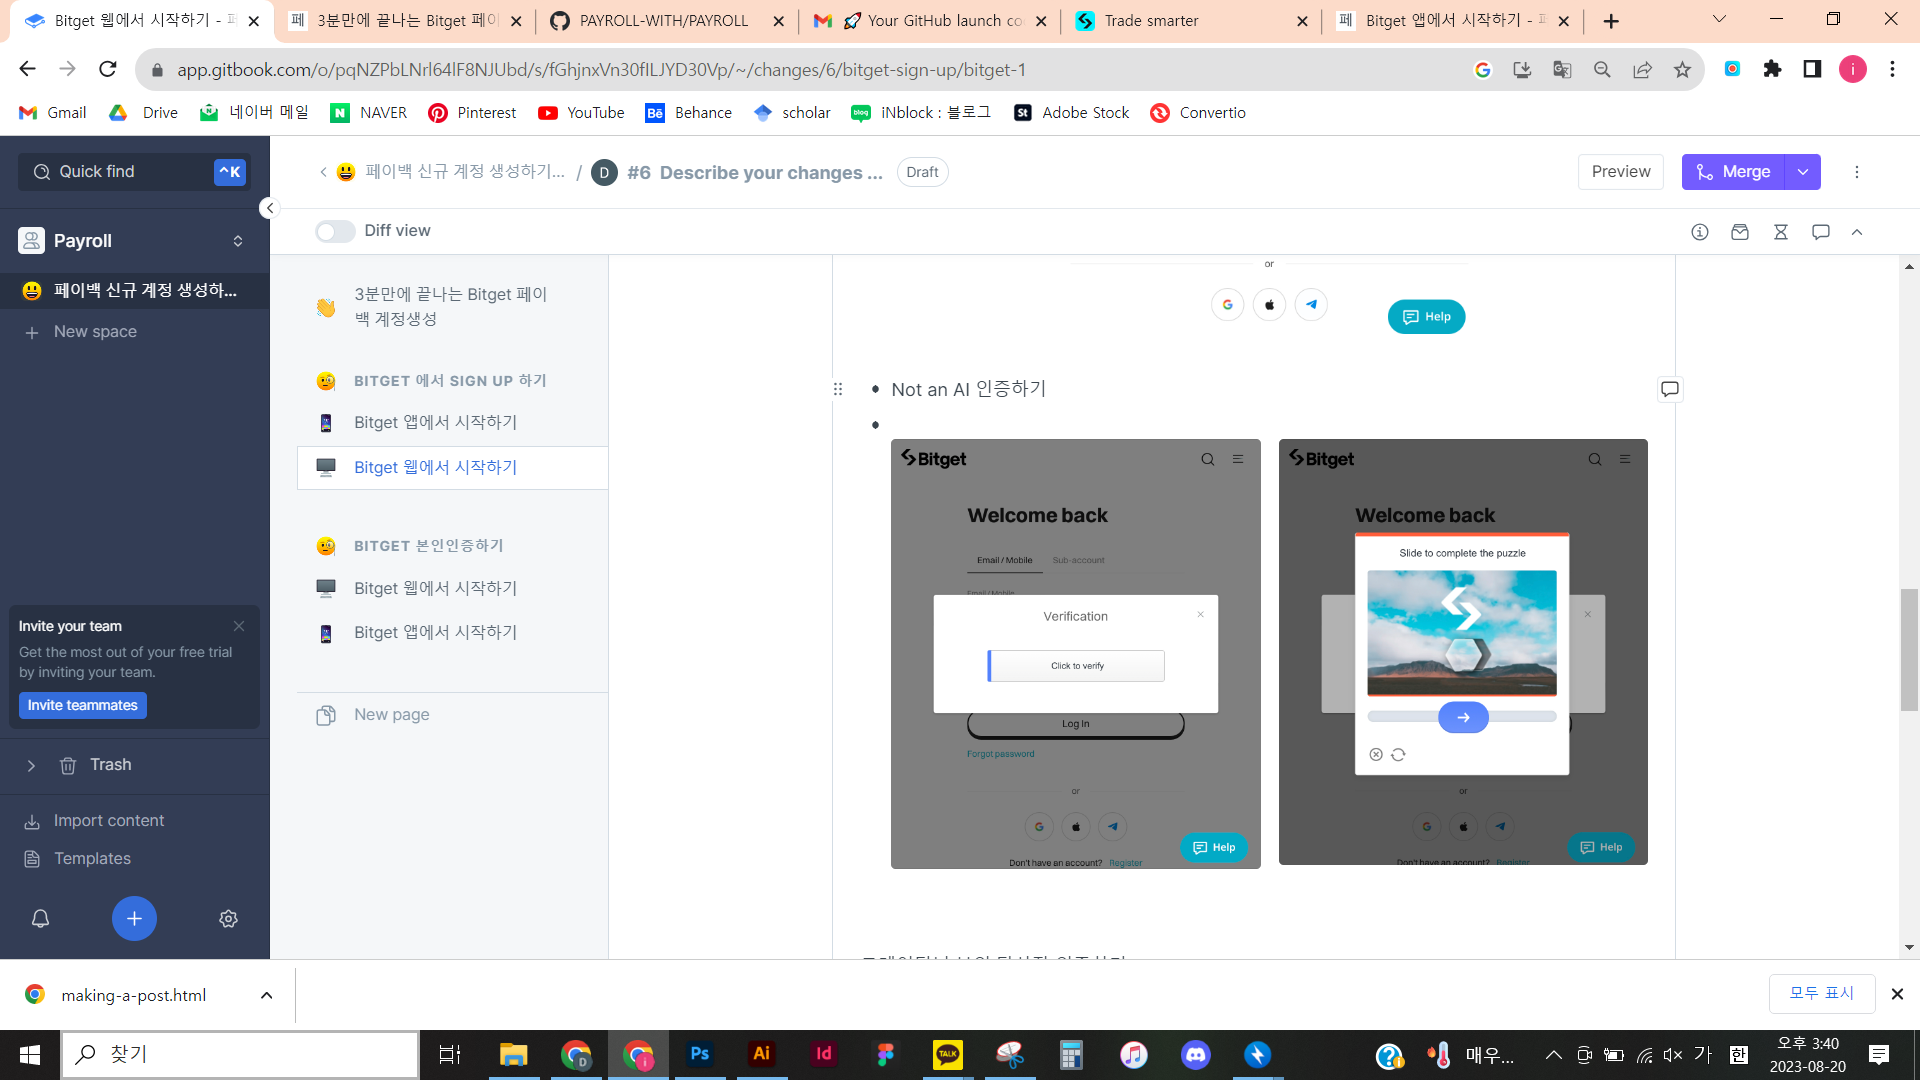 Bitget 웹에서 시작하기 -
3분만에 끝나는 Bitget 페이
PAYROLL-WITH/PAYROLL
🚀 Your GitHub launch co
Trade smarter
Bitget 앱에서 시작하기 -
app.gitbook.com/o/pqNZPbLNrl64lF8NJUbd/s/fGhjnxVn30fILJYD30Vp/~/changes/6/bitget-sign-up/bitget-1
i
Gmail
Drive
네이버 메일
NAVER
Pinterest
YouTube
Behance
scholar
iNblock : 블로그
Adobe Stock
Convertio
Quick find
^K
페이백 신규 계정 생성하기... / D #6 Describe your changes ... Draft
Preview
Merge
Payroll
Diff view
페이백 신규 계정 생성하...
New space
3분만에 끝나는 Bitget 페이
백 계정생성
BITGET 에서 SIGN UP 하기
Bitget 앱에서 시작하기
Bitget 웹에서 시작하기
BITGET 본인인증하기
Bitget 웹에서 시작하기
Bitget 앱에서 시작하기
New page
Invite your team
Get the most out of your free trial
by inviting your team.
Invite teammates
Trash
Import content
Templates
or
Help
Not an AI 인증하기
Bitget
Welcome back
Email / Mobile
Sub-account
Email / Mobile
Verification
Click to verify
Log In
Forgot password
or
Help
Don't have an account? Register
Bitget
Welcome back
Slide to complete the puzzle
or
Help
Don't have an account? Register
making-a-post.html
모두 표시
찾기
Ps
Ai
Id
TALK
매우...
가
한
오후 3:40
2023-08-20